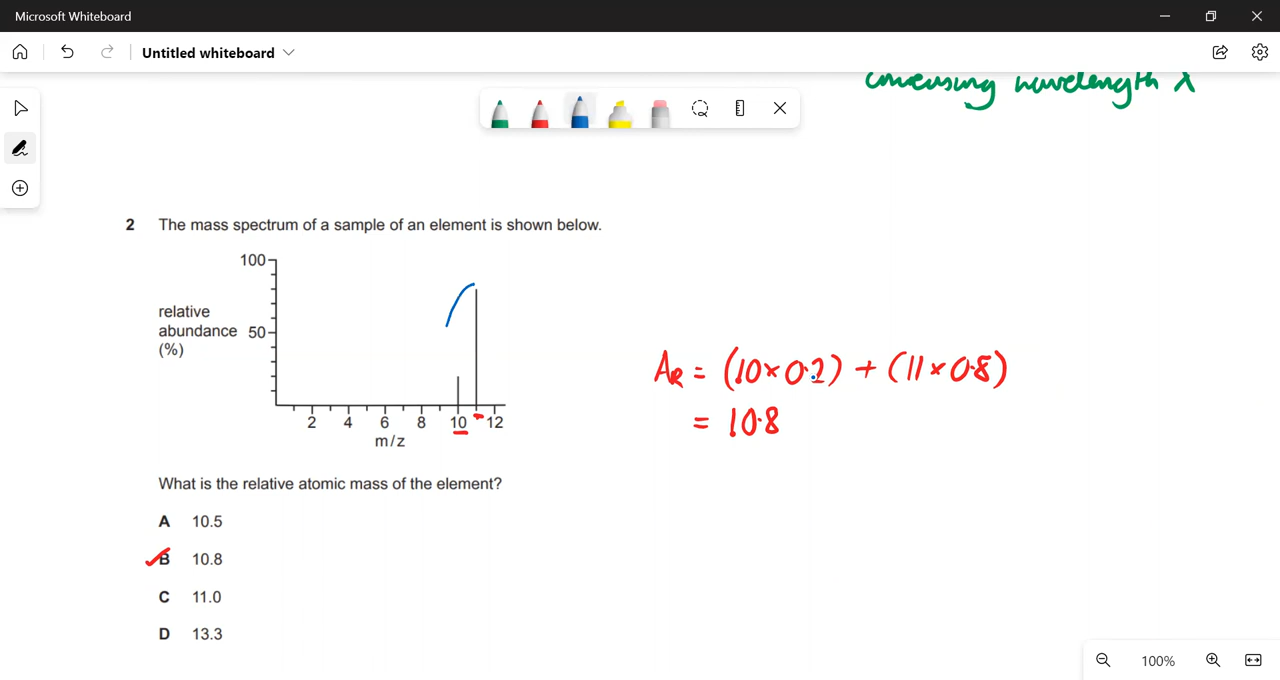 Microsoft Whiteboard
Untitled whiteboard
wavelength λ
2 The mass spectrum of a sample of an element is shown below.
100
relative
abundance 50
(%)
2 4 6 8 10 12
m/z
A_R = (10 × 0.2) + (11 × 0.8)
= 10.8
What is the relative atomic mass of the element?
A 10.5
B 10.8
C 11.0
D 13.3
100%